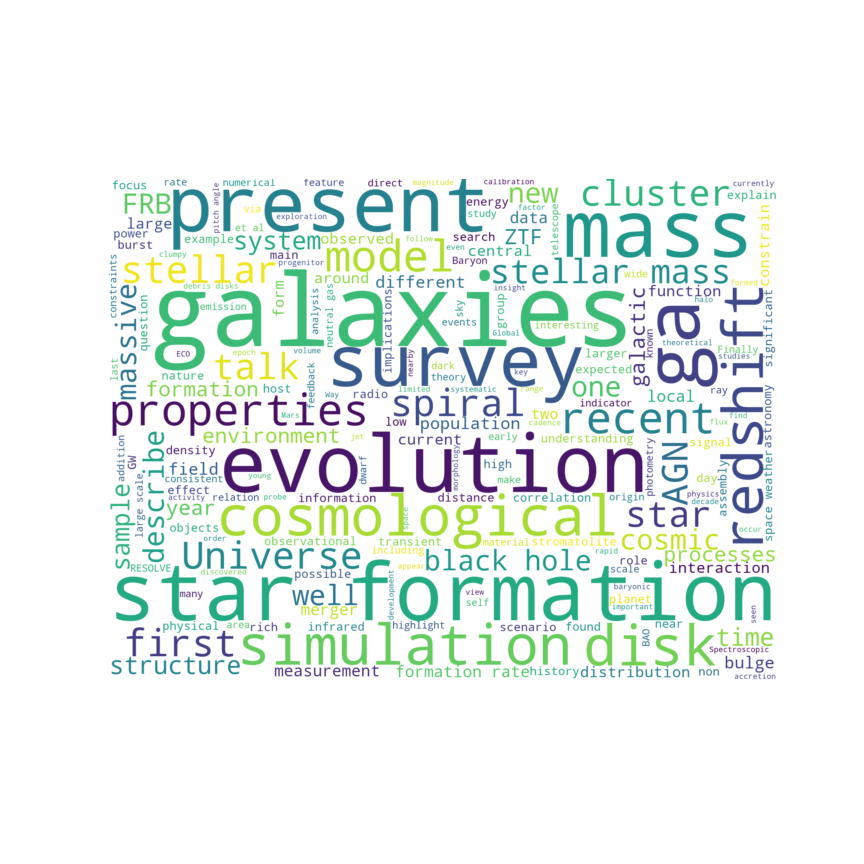 focus
rate
numerical
feature
direct
magnitude
calibration
currently
FRB
pitch angle
present
energy
new
cluster
explain
large
via
exploration
study
factor
data
telescope
mass
power
et al
follow
burst
example
system
observed
main
search
ZTF
constrain
constraints
clumpy
progenitor
model
even
Baryon
central
stellar
around
different
insight
stellar mass
wide
formed
debris disks
massive
question
emission
form
analysis
neutral gas
galaxies
implications
group
sky
galactic
function
halo
significant
events
Global
interesting
known
theoretical
last
ECO
epoch
volume
survey
nearby
dark
larger
Finally
studies
ga
redshift
nature
talk
feedback
Way
limited
theory
key
expected
systematic
range
one
local
ray
formation
host
Mars
radio
spiral
indicator
two
find
properties
low
population
cadence
recent
flux
astronomy
addition
GW
environment
jet
current
early
understanding
signal
space weather
density
evolution
high
photometry
AGN
day
physics
describe
field
dwarf
morphology
make
assembly
decade
large scale
consistent
effect
young
sample
activity
relation
probe
information
distance
correlation
origin
year
cosmological
space
star
occur
objects
order
observational
transient
material
stromatolite
cosmic
processes
Universe
including
black hole
rapid
role
interaction
RESOLVE
discovered
possible
appear
scale
star formation
many
well
development
view
self
planet
baryonic
important
merger
seen
physical
area
rich
infrared
highlight
scenario
found
near
first
simulation
disk
BAO
time
Spectroscopic
structure
measurement
formation rate
history
distribution
non
bulge
accretion